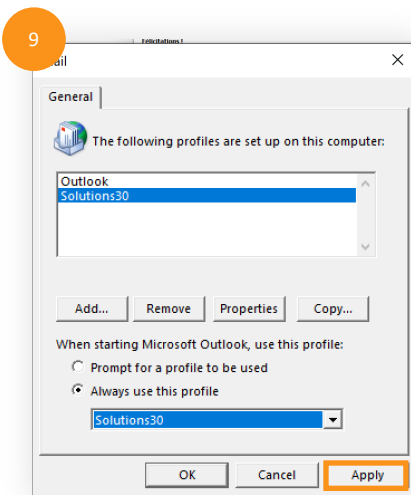 9
Félicitations !
ail
General
The following profiles are set up on this computer:
Outlook
Solutions30
Add... Remove Properties Copy...
When starting Microsoft Outlook, use this profile:
Prompt for a profile to be used
Always use this profile
Solutions30
OK Cancel Apply